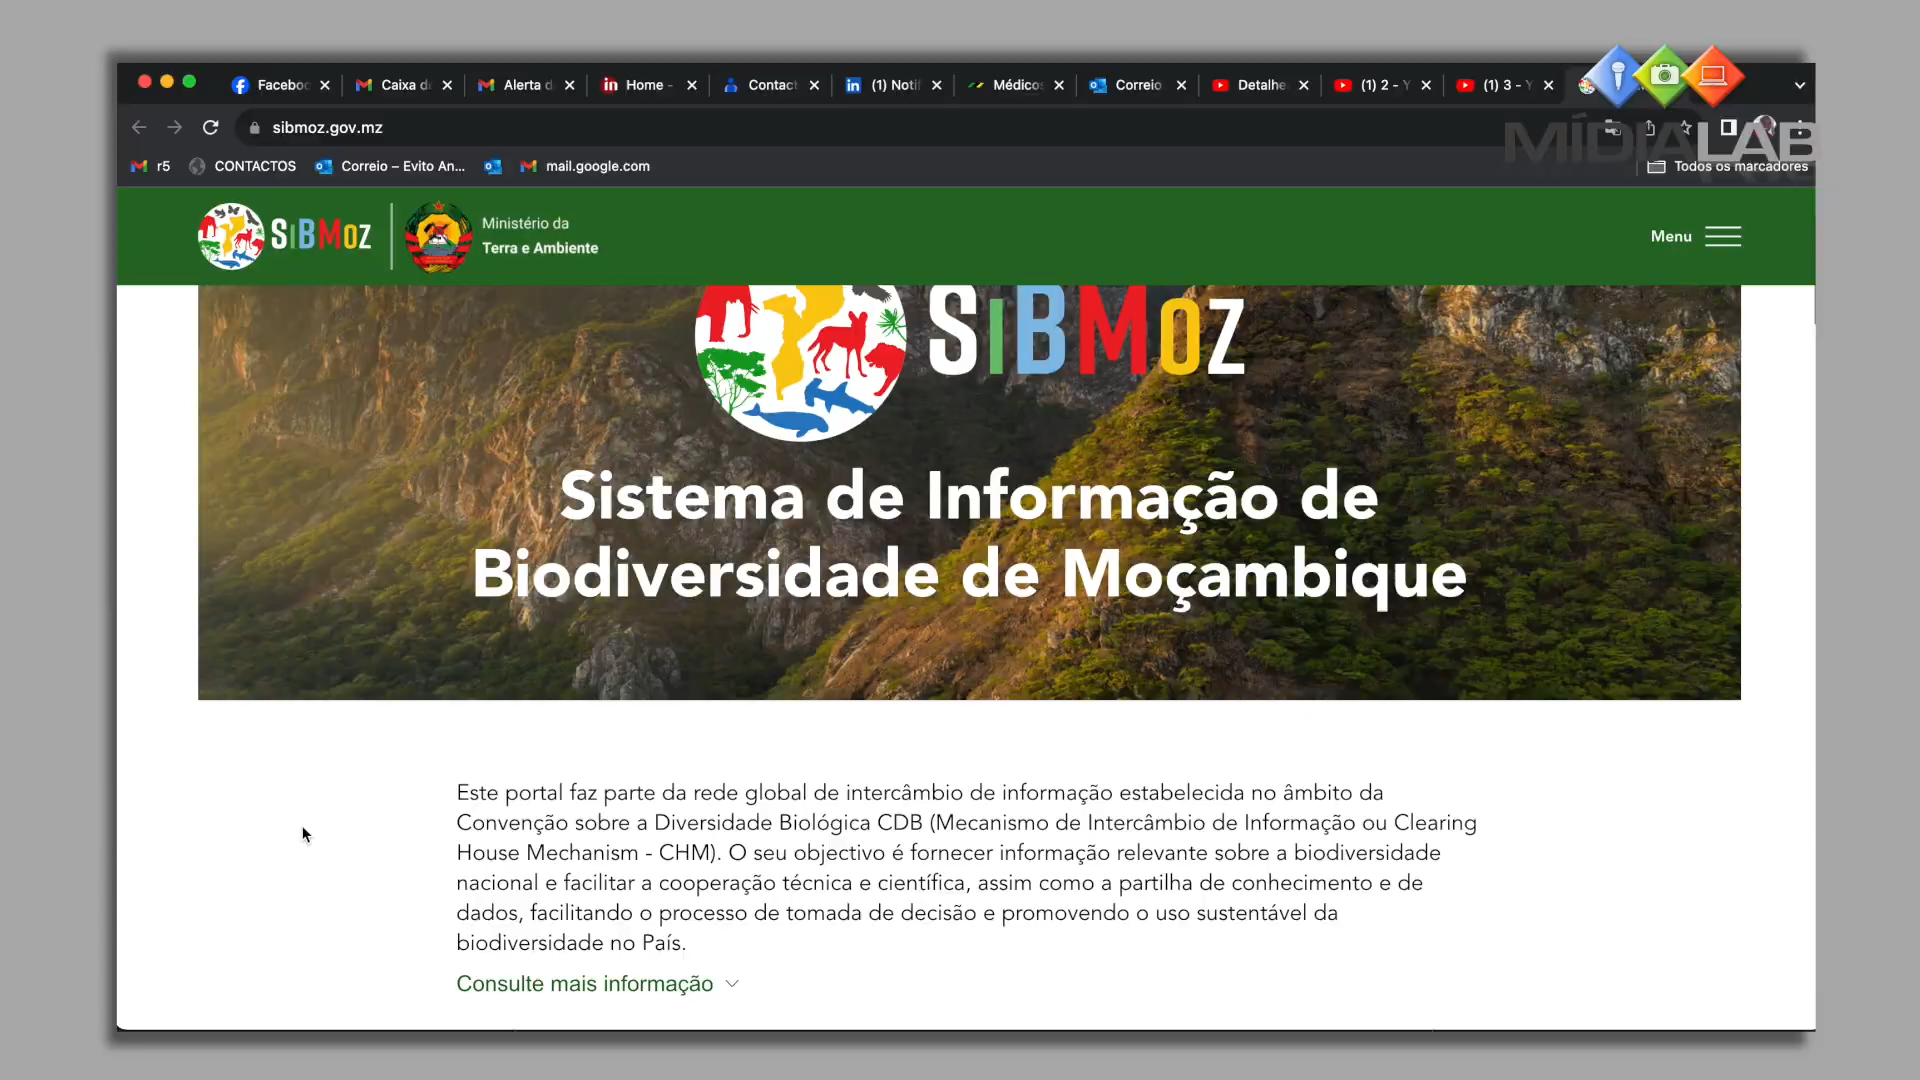 Faceboo
Caixa d
Alerta d
Home -
Contact
(1) Notif
Médicos
Correio
Detalhe
(1) 2 - Y
(1) 3 - Y
sibmoz.gov.mz
MÍDIALAB
r5
CONTACTOS
Correio – Evito An...
mail.google.com
Todos os marcadores
SiBMoz
Ministério da
Terra e Ambiente
Menu
SiBMoz
Sistema de Informação de
Biodiversidade de Moçambique
Este portal faz parte da rede global de intercâmbio de informação estabelecida no âmbito da
Convenção sobre a Diversidade Biológica CDB (Mecanismo de Intercâmbio de Informação ou Clearing
House Mechanism - CHM). O seu objectivo é fornecer informação relevante sobre a biodiversidade
nacional e facilitar a cooperação técnica e científica, assim como a partilha de conhecimento e de
dados, facilitando o processo de tomada de decisão e promovendo o uso sustentável da
biodiversidade no País.
Consulte mais informação